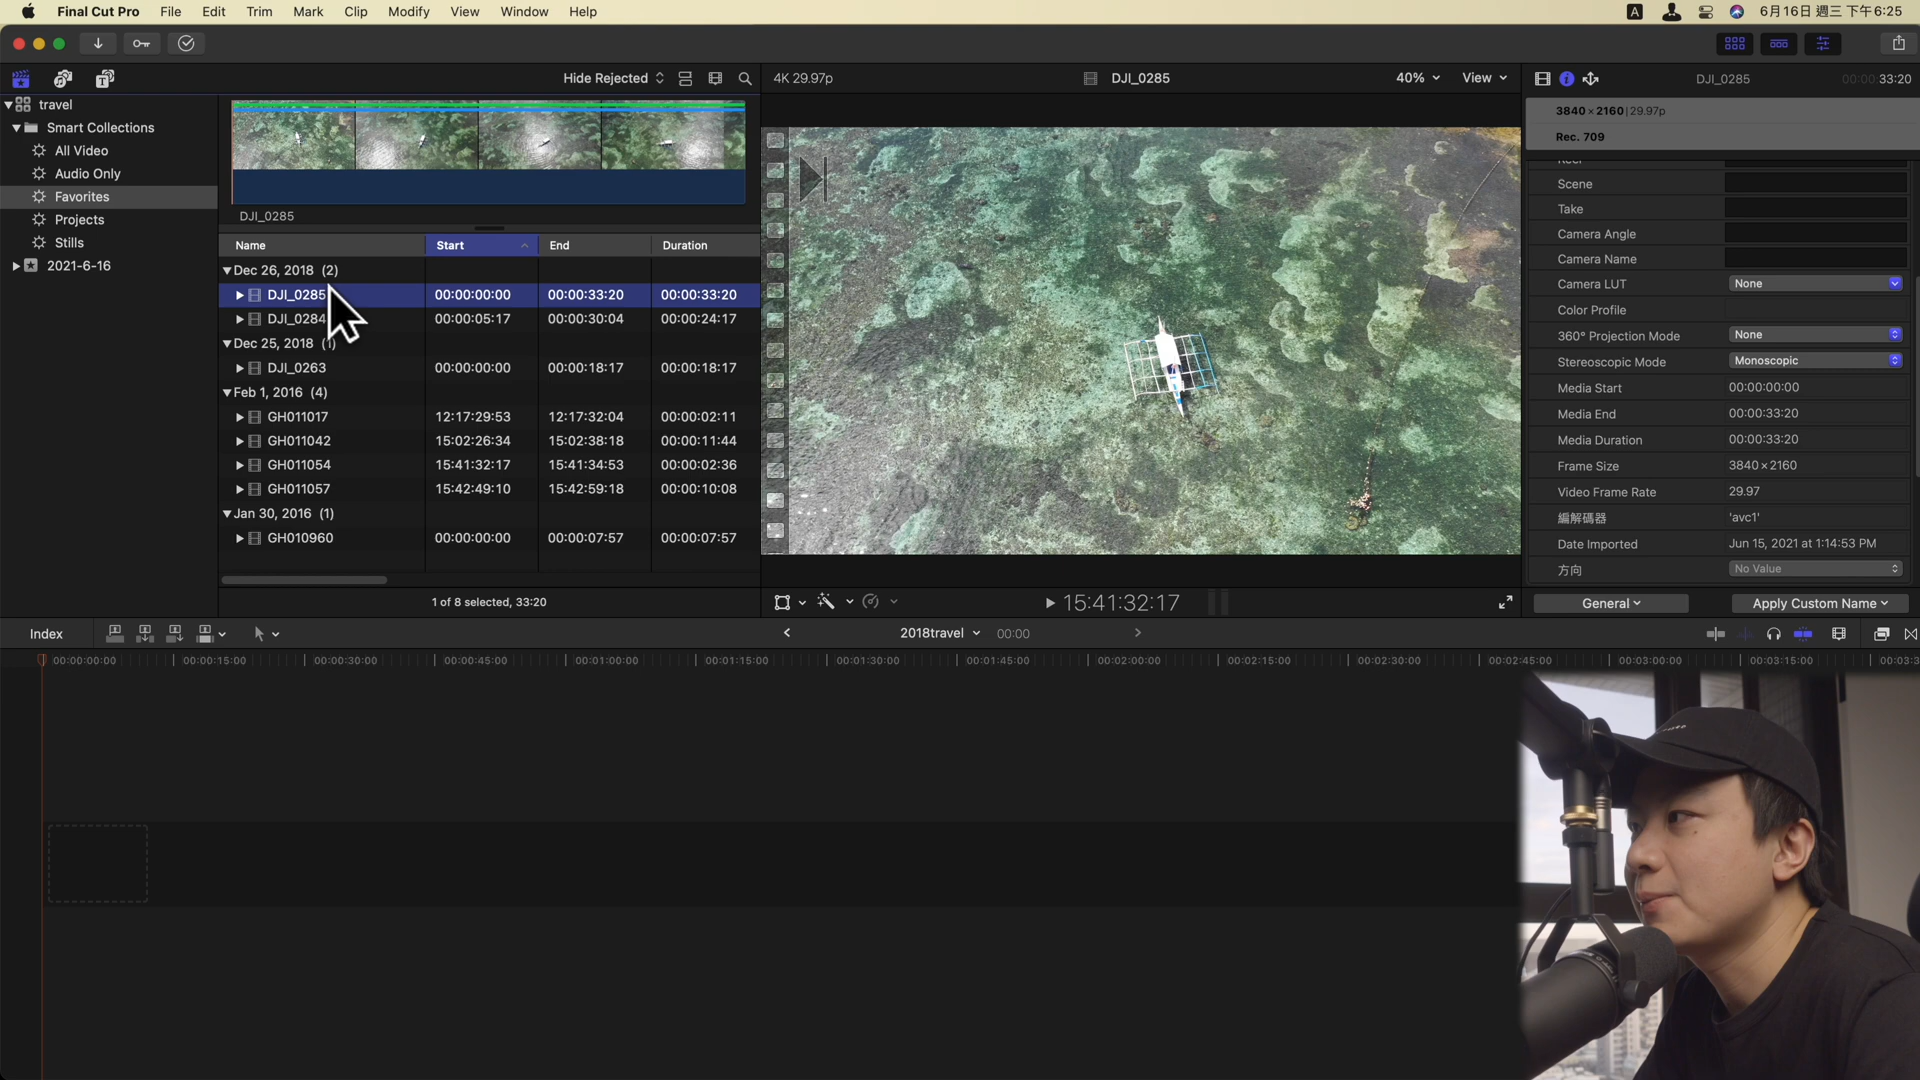 Final Cut Pro File Edit Trim Mark Clip Modify View Window Help A 6月16日 週三 下午6:25
Hide Rejected 4K 29.97p DJI_0285 40% View DJI_0285 00:00:33:20
travel
Smart Collections
All Video
Audio Only
Favorites
Projects
Stills
2021-6-16
DJI_0285
Name Start End Duration
Dec 26, 2018 (2)
DJI_0285 00:00:00:00 00:00:33:20 00:00:33:20
DJI_0284 00:00:05:17 00:00:30:04 00:00:24:17
Dec 25, 2018 (1)
DJI_0263 00:00:00:00 00:00:18:17 00:00:18:17
Feb 1, 2016 (4)
GH011017 12:17:29:53 12:17:32:04 00:00:02:11
GH011042 15:02:26:34 15:02:38:18 00:00:11:44
GH011054 15:41:32:17 15:41:34:53 00:00:02:36
GH011057 15:42:49:10 15:42:59:18 00:00:10:08
Jan 30, 2016 (1)
GH010960 00:00:00:00 00:00:07:57 00:00:07:57
1 of 8 selected, 33:20
15:41:32:17
3840 × 2160 | 29.97p
Rec. 709
Reel
Scene
Take
Camera Angle
Camera Name
Camera LUT None
Color Profile
360° Projection Mode None
Stereoscopic Mode Monoscopic
Media Start 00:00:00:00
Media End 00:00:33:20
Media Duration 00:00:33:20
Frame Size 3840 × 2160
Video Frame Rate 29.97
編解碼器 'avc1'
Date Imported Jun 15, 2021 at 1:14:53 PM
方向 No Value
General Apply Custom Name
Index 2018travel 00:00
00:00:00:00 00:00:15:00 00:00:30:00 00:00:45:00 00:01:00:00 00:01:15:00 00:01:30:00 00:01:45:00 00:02:00:00 00:02:15:00 00:02:30:00 00:02:45:00 00:03:00:00 00:03:15:00 00:03:3